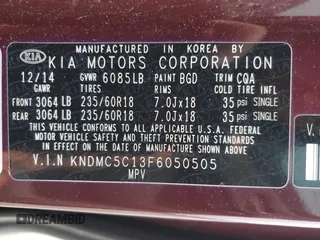 MANUFACTURED IN KOREA BY
KIA KIA MOTORS CORPORATION
12/14 GVWR 6085LB PAINT BGD TRIM CQA
GAWR TIRES RIMS COLD TIRE INFL
FRONT 3064 LB 235/60R18 7.0JX18 35 psi SINGLE
REAR 3064 LB 235/60R18 7.0JX18 35 psi SINGLE
THIS VEHICLE CONFORMS TO ALL APPLICABLE FEDERAL
MOTOR VEHICLE SAFETY AND THEFT PREVENTION
STANDARDS IN EFFECT ON THE DATE OF
MANUFACTURE SHOWN ABOVE.
V.I.N KNDMC5C13F6050505
MPV
V.
DREAMBID